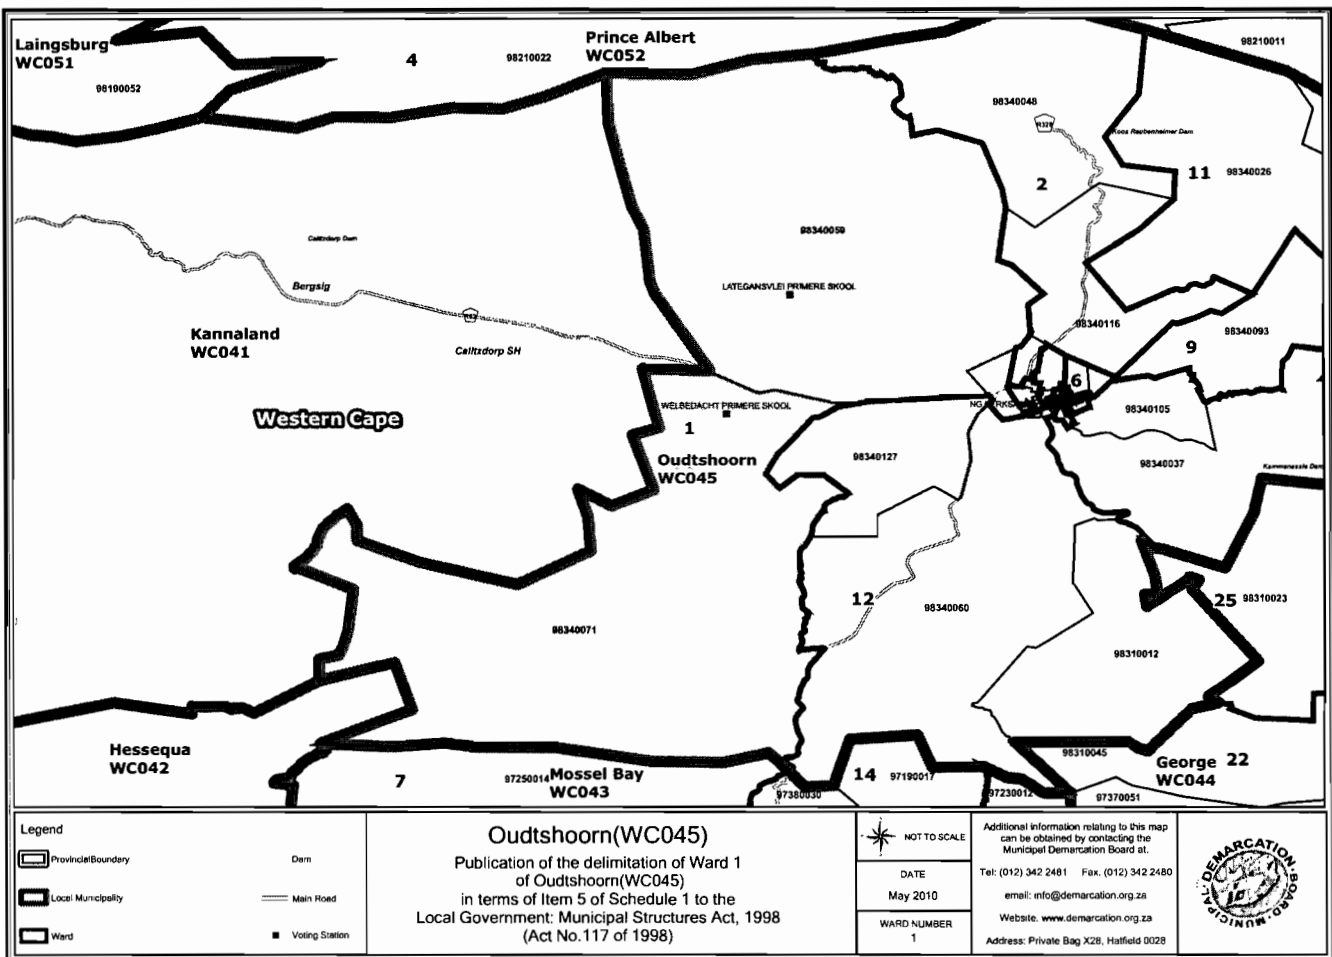 Laingsburg
WC051
98190052
4
98210022
Prince Albert
WC052
98210011
98340048
R328
Koos Raubenheimer Dam
2
11
98340026
98340059
Calitzdorp Dam
Bergsig
LATEGANSVLEI PRIMERE SKOOL
R62
Kannaland
WC041
Calitzdorp SH
98340116
98340093
9
6
Western Cape
WELBEDACHT PRIMERE SKOOL
1
NG KERKS
98340105
Oudtshoorn
WC045
98340127
98340037
Kammanassie Dam
12
98340060
25
98310023
98340071
98310012
Hessequa
WC042
7
97250014
Mossel Bay
WC043
97380030
14
97190017
97230012
98310045
George
WC044
22
97370051
Legend
Provincial Boundary
Local Municipality
Ward
Dam
Main Road
Voting Station
Oudtshoorn(WC045)
Publication of the delimitation of Ward 1
of Oudtshoorn(WC045)
in terms of Item 5 of Schedule 1 to the
Local Government: Municipal Structures Act, 1998
(Act No.117 of 1998)
NOT TO SCALE
DATE
May 2010
WARD NUMBER
1
Additional information relating to this map
can be obtained by contacting the
Municipal Demarcation Board at.
Tel: (012) 342 2481 Fax. (012) 342 2480
email: info@demarcation.org.za
Website. www.demarcation.org.za
Address: Private Bag X28, Hatfield 0028
MUNICIPAL DEMARCATION BOARD